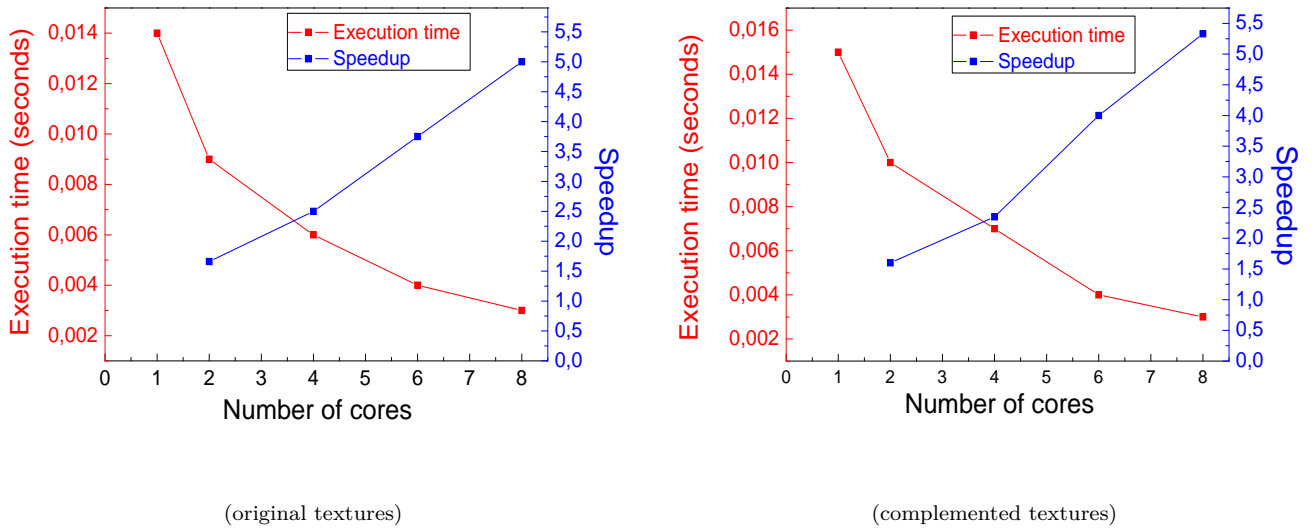 Execution time (seconds)
0,014
0,012
0,010
0,008
0,006
0,004
0,002
Execution time
Speedup
5,5
5,0
4,5
4,0
3,5
3,0
2,5
2,0
1,5
1,0
0,5
0,0
Speedup
0 1 2 3 4 5 6 7 8
Number of cores
(original textures)
Execution time (seconds)
0,016
0,014
0,012
0,010
0,008
0,006
0,004
0,002
Execution time
Speedup
5,5
5,0
4,5
4,0
3,5
3,0
2,5
2,0
1,5
1,0
0,5
0,0
Speedup
0 1 2 3 4 5 6 7 8
Number of cores
(complemented textures)